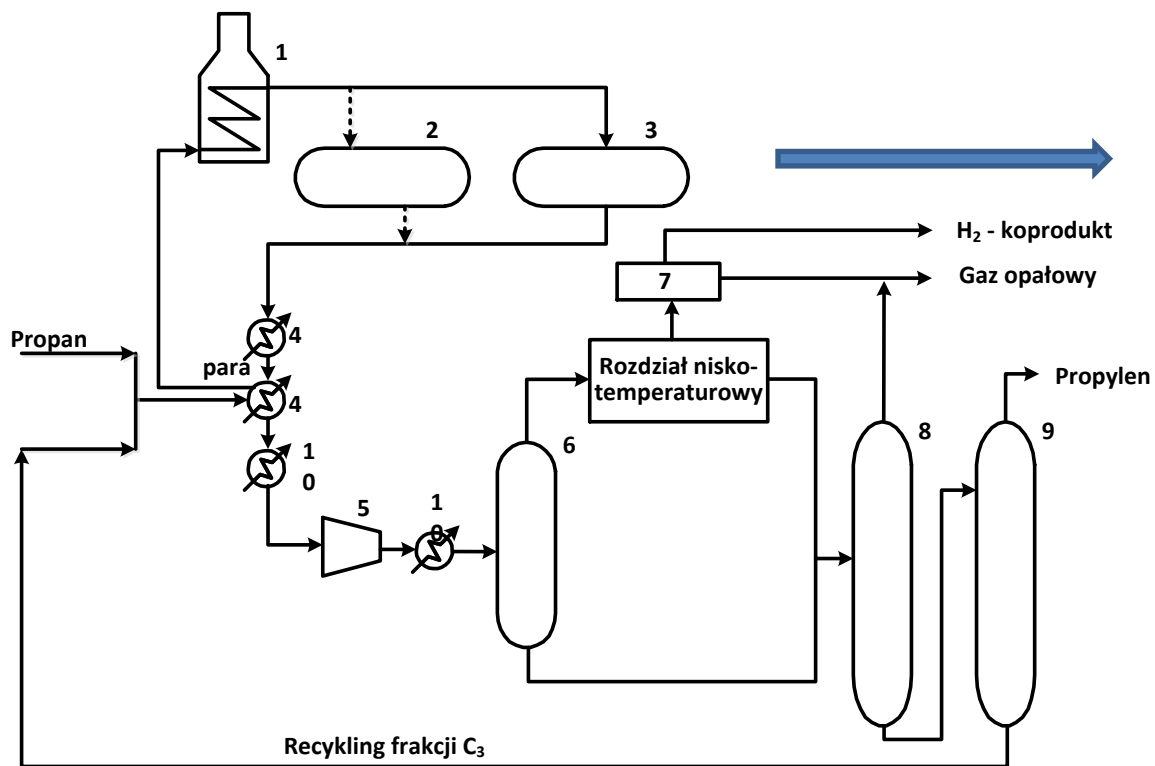 1
2
3
H₂ - koprodukt
7
Gaz opałowy
Propan
4
para
Rozdział nisko-
temperaturowy
Propylen
4
6
8
9
1
0
5
1
0
Recykling frakcji C₃